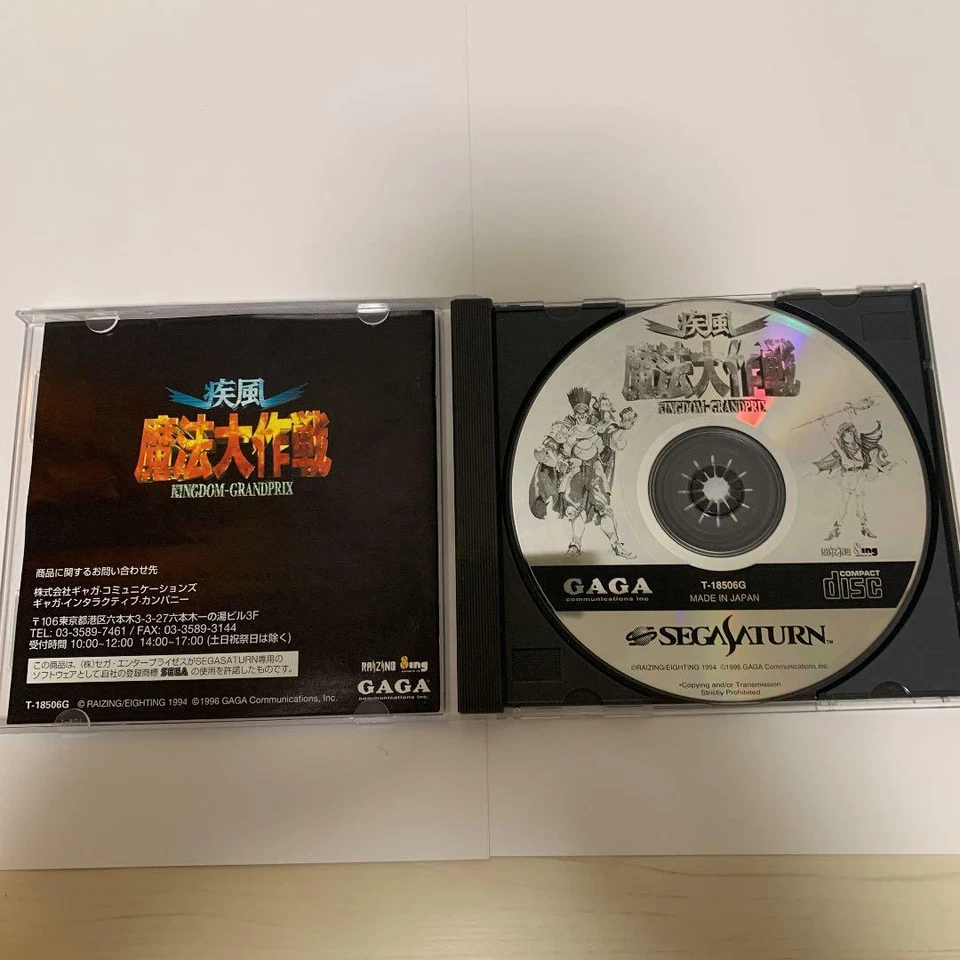 疾風
魔法大作戦
KINGDOM-GRANDPRIX
商品に関するお問い合わせ先
株式会社ギャガ・コミュニケーションズ
ギャガ・インタラクティブ・カンパニー
〒106東京都港区六本木3-3-27六本木一の湯ビル3F
TEL: 03-3589-7461 / FAX: 03-3589-3144
受付時間 10:00~12:00 14:00~17:00 (土日祝祭日は除く)
この商品は、(株)セガ・エンタープライゼスがSEGASATURN専用の
ソフトウェアとして、自社の登録商標 SEGA の使用を許諾したものです。
RAIZING 8ing
GAGA
communications inc.
T-18506G © RAIZING/EIGHTING 1994 ©1996 GAGA Communications, Inc.
疾風
魔法大作戦
KINGDOM-GRANDPRIX
RAIZING 8ing
GAGA
communications inc
T-18506G
MADE IN JAPAN
COMPACT
disc
SEGASATURN™
©RAIZING/EIGHTING 1994 ©1996 GAGA Communications, Inc.
•Copying and/or Transmission
Strictly Prohibited.